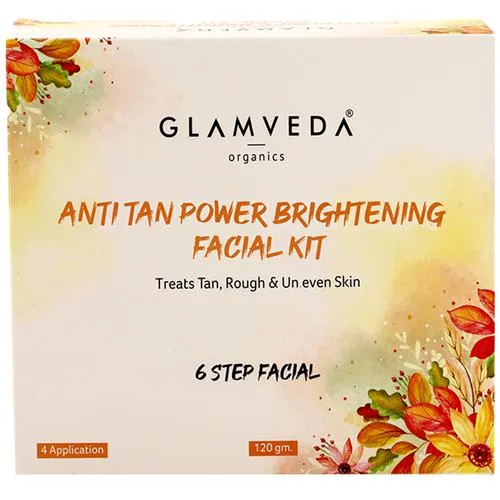 GLAMVEDA
GLAMVEDA®
organics
ANTI TAN POWER BRIGHTENING
FACIAL KIT
Treats Tan, Rough & Un even Skin
6 STEP FACIAL
4 Application
120 gm.